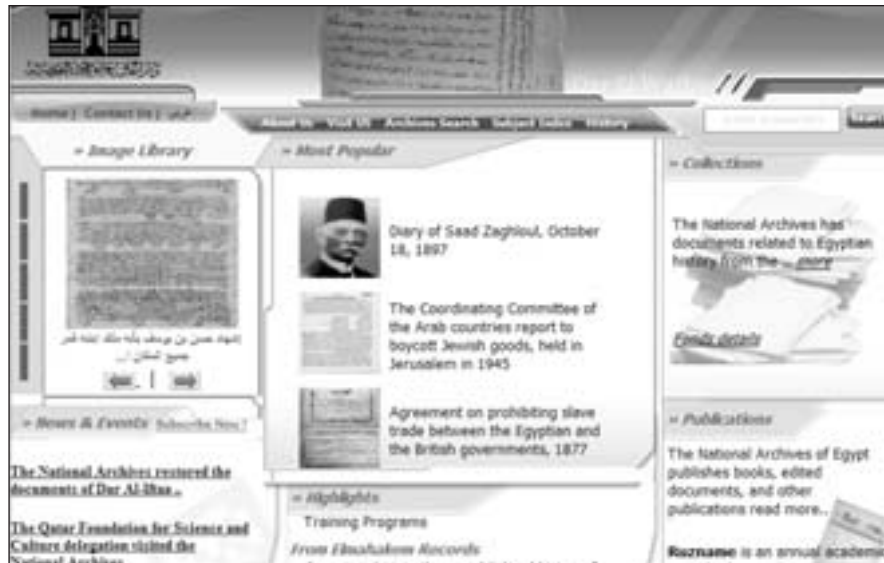 Home | Contact Us | عربي
About Us Visit Us Archives Search Subject Index History
Search
» Image Library
» Most Popular
Diary of Saad Zaghloul, October
18, 1897
The Coordinating Committee of
the Arab countries report to
boycott Jewish goods, held in
Jerusalem in 1945
Agreement on prohibiting slave
trade between the Egyptian and
the British governments, 1877
» Collections
The National Archives has
documents related to Egyptian
history from the ... more
Fonds details
» News & Events Subscribe Now!
The National Archives restored the
documents of Dar Al-Iftaa ..
The Qatar Foundation for Science and
Culture delegation visited the
National Archives
» Highlights
Training Programs
From Elmahakem Records
» Publications
The National Archives of Egypt
publishes books, edited
documents, and other
publications read more..
Ruzname is an annual academic